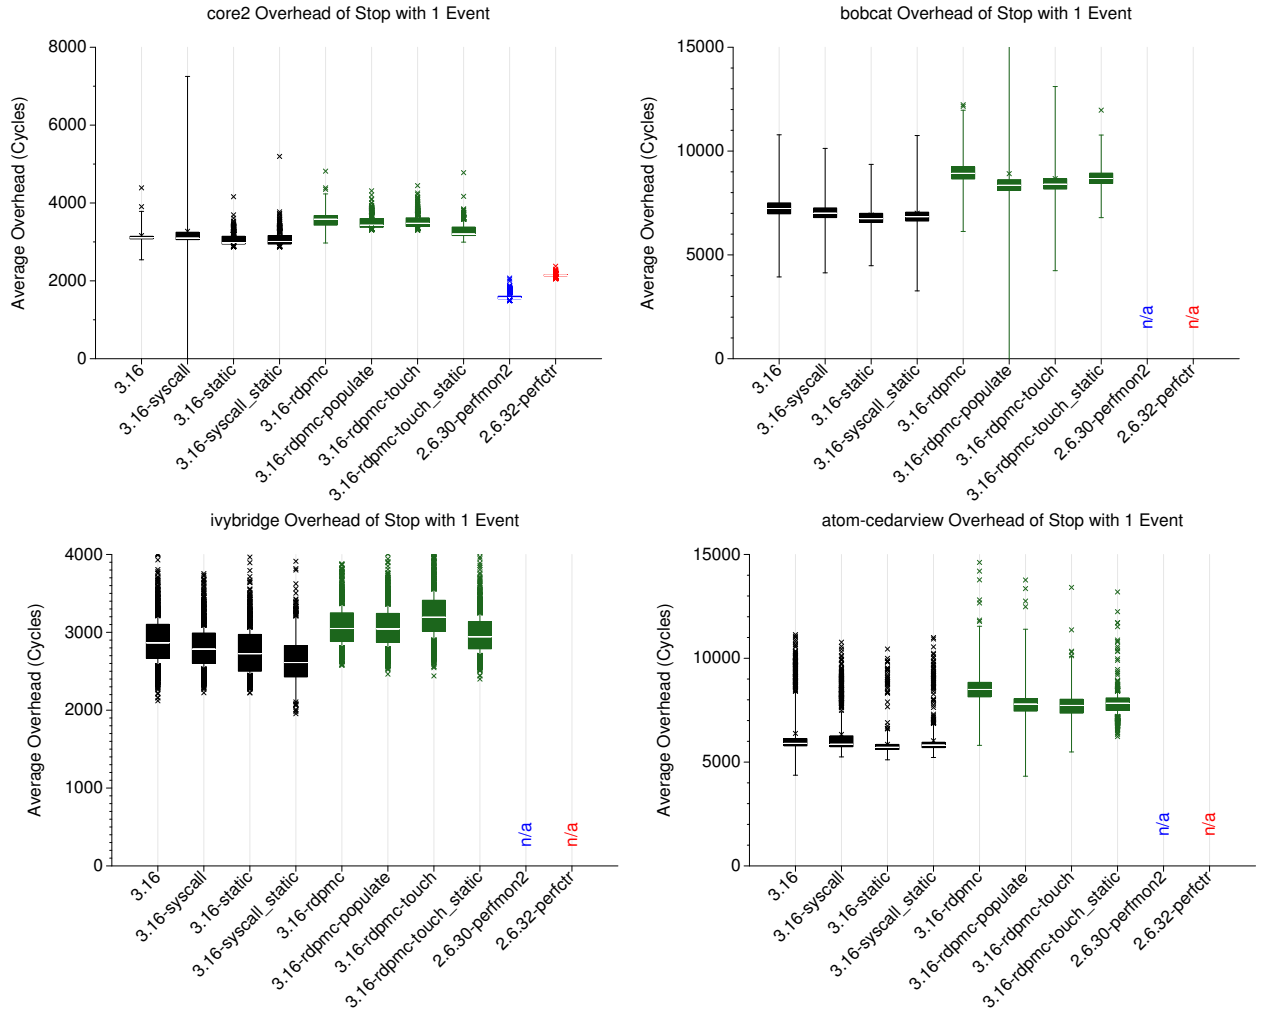 core2 Overhead of Stop with 1 Event
Average Overhead (Cycles)
8000
6000
4000
2000
0
3.16
3.16-syscall
3.16-static
3.16-syscall_static
3.16-rdpmc
3.16-rdpmc-populate
3.16-rdpmc-touch
3.16-rdpmc-touch_static
2.6.30-perfmon2
2.6.32-perfctr
bobcat Overhead of Stop with 1 Event
Average Overhead (Cycles)
15000
10000
5000
0
n/a
n/a
3.16
3.16-syscall
3.16-static
3.16-syscall_static
3.16-rdpmc
3.16-rdpmc-populate
3.16-rdpmc-touch
3.16-rdpmc-touch_static
2.6.30-perfmon2
2.6.32-perfctr
ivybridge Overhead of Stop with 1 Event
Average Overhead (Cycles)
4000
3000
2000
1000
0
n/a
n/a
3.16
3.16-syscall
3.16-static
3.16-syscall_static
3.16-rdpmc
3.16-rdpmc-populate
3.16-rdpmc-touch
3.16-rdpmc-touch_static
2.6.30-perfmon2
2.6.32-perfctr
atom-cedarview Overhead of Stop with 1 Event
Average Overhead (Cycles)
15000
10000
5000
0
n/a
n/a
3.16
3.16-syscall
3.16-static
3.16-syscall_static
3.16-rdpmc
3.16-rdpmc-populate
3.16-rdpmc-touch
3.16-rdpmc-touch_static
2.6.30-perfmon2
2.6.32-perfctr